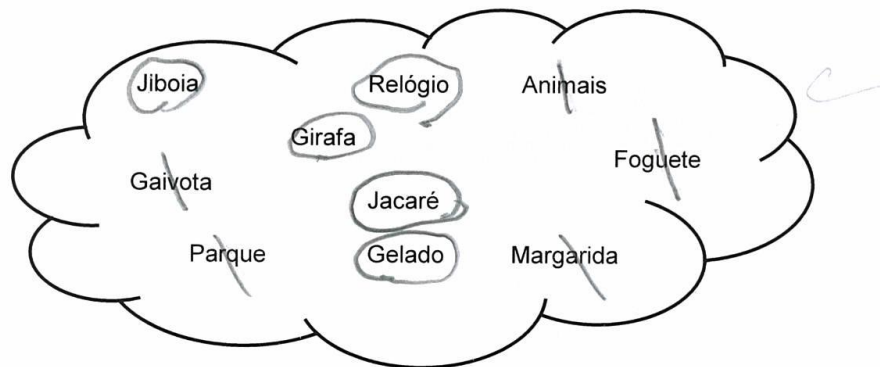 Jiboia Relógio Animais
Girafa
Foguete
Gaivota
Jacaré
Parque Gelado Margarida